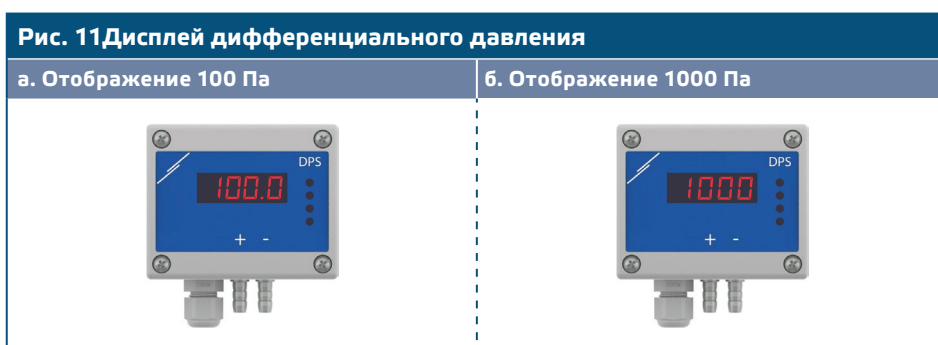 Рис. 11Дисплей дифференциального давления
а. Отображение 100 Па
б. Отображение 1000 Па
DPS
100.0
+ -
DPS
1000
+ -